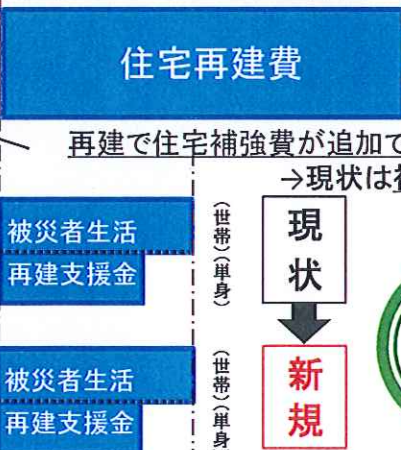 住宅再建費
再建で住宅補強費が追加で
→現状は
被災者生活
再建支援金
(世帯)(単身)
現状
被災者生活
再建支援金
(世帯)(単身
新規